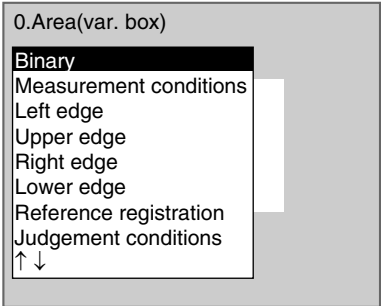 0.Area(var. box)
Binary
Measurement conditions
Left edge
Upper edge
Right edge
Lower edge
Reference registration
Judgement conditions
↑↓